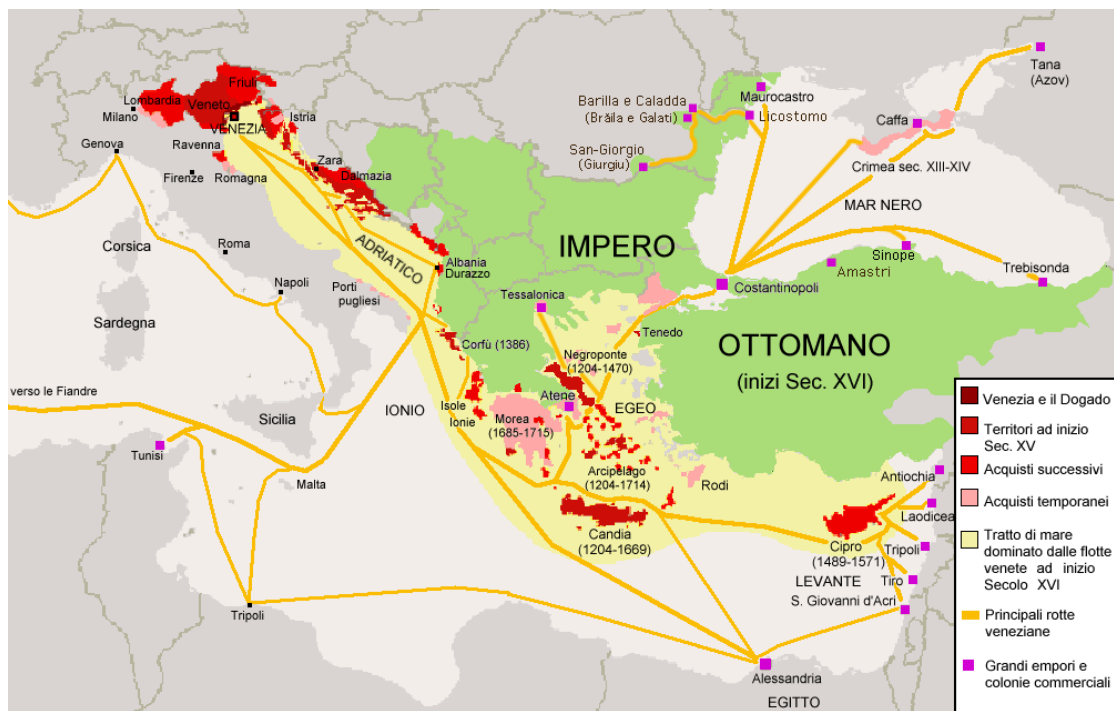 Friuli
Lombardia
Veneto
Milano
VENEZIA
Istria
Genova
Ravenna
Romagna
Firenze
Zara
Dalmazia
Corsica
Roma
ADRIATICO
Albania
Durazzo
Napoli
Porti
pugliesi
Sardegna
verso le Fiandre
Sicilia
IONIO
Tunisi
Malta
Tripoli
Tana
(Azov)
Maurocastro
Barilla e Caladda
(Brăila e Galati)
Licostomo
Caffa
San-Giorgio
(Giurgiu)
Crimea sec. XIII-XIV
MAR NERO
IMPERO
Sinope
Amastri
Trebisonda
Costantinopoli
Tessalonica
Tenedo
OTTOMANO
(inizi Sec. XVI)
Corfù (1386)
Negroponte
(1204-1470)
Atene
EGEO
Isole
Ionie
Morea
(1685-1715)
Arcipelago
(1204-1714)
Rodi
Candia
(1204-1669)
Antiochia
Laodicea
Cipro
(1489-1571)
Tripoli
LEVANTE
Tiro
S. Giovanni d'Acri
Alessandria
EGITTO
Venezia e il Dogado
Territori ad inizio
Sec. XV
Acquisti successivi
Acquisti temporanei
Tratto di mare
dominato dalle flotte
venete ad inizio
Secolo XVI
Principali rotte
veneziane
Grandi empori e
colonie commerciali